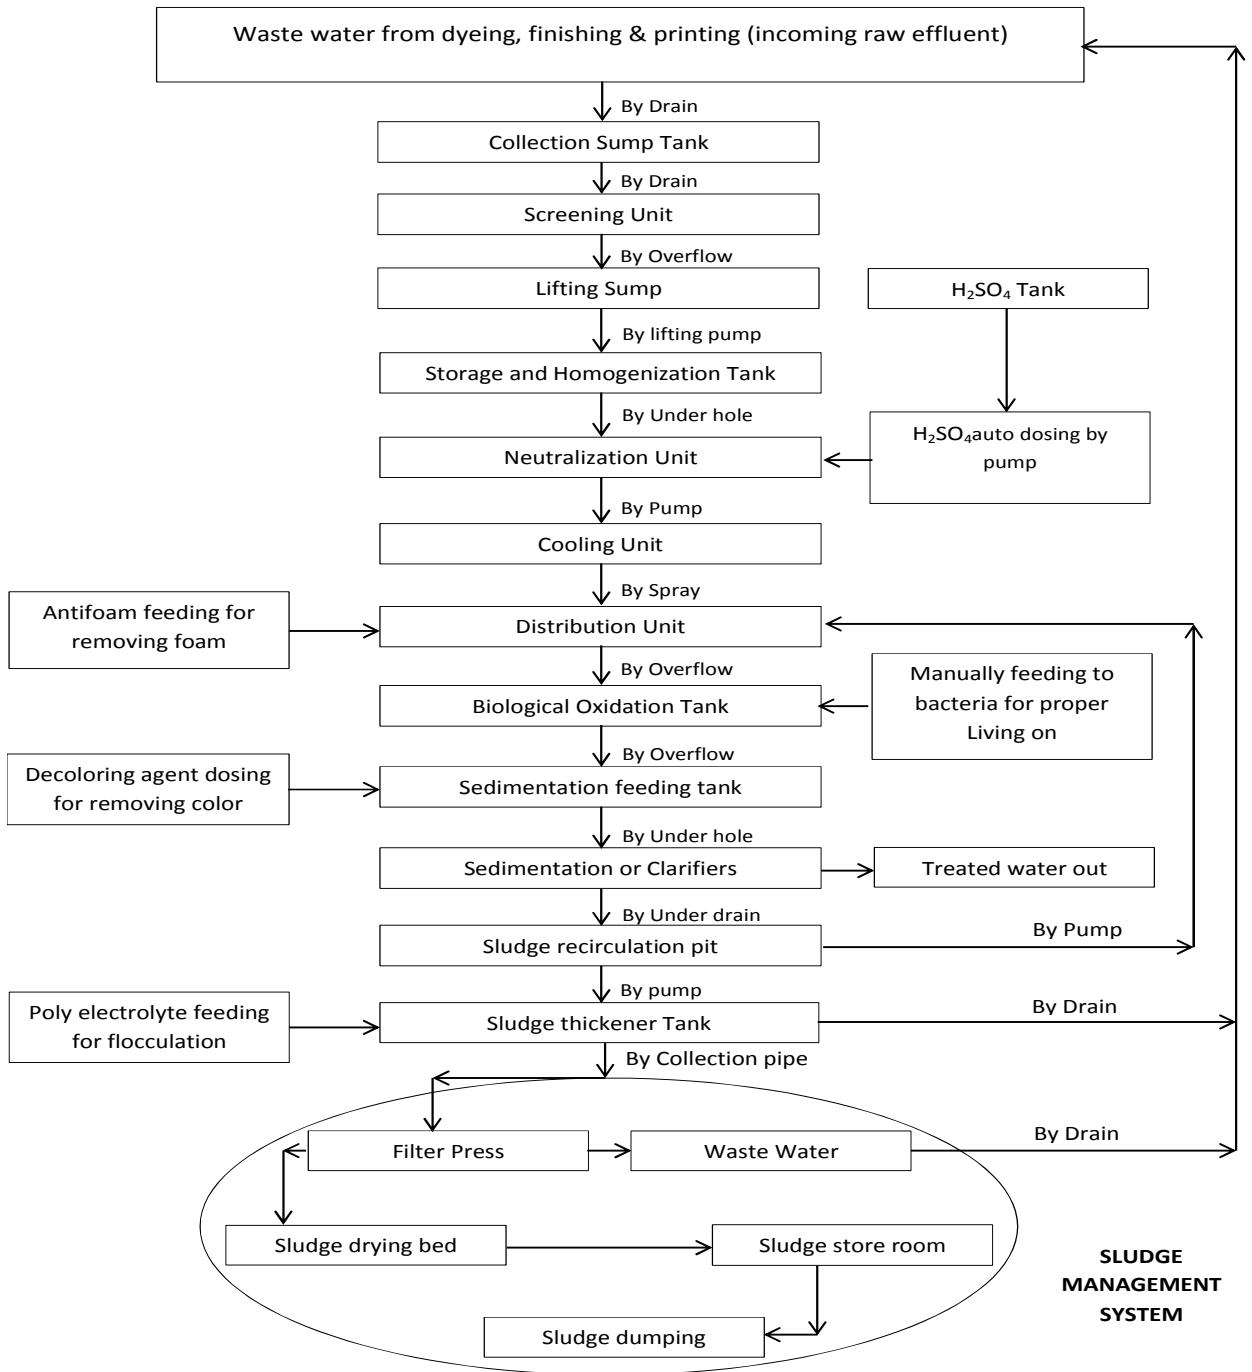 Waste water from dyeing, finishing & printing (incoming raw effluent)
By Drain
Collection Sump Tank
By Drain
Screening Unit
By Overflow
Lifting Sump
H₂SO₄ Tank
By lifting pump
Storage and Homogenization Tank
By Under hole
H₂SO₄auto dosing by
pump
Neutralization Unit
By Pump
Cooling Unit
By Spray
Antifoam feeding for
removing foam
Distribution Unit
By Overflow
Manually feeding to
bacteria for proper
Living on
Biological Oxidation Tank
By Overflow
Decoloring agent dosing
for removing color
Sedimentation feeding tank
By Under hole
Sedimentation or Clarifiers
Treated water out
By Under drain
Sludge recirculation pit
By Pump
By pump
Poly electrolyte feeding
for flocculation
Sludge thickener Tank
By Drain
By Collection pipe
Filter Press
Waste Water
By Drain
Sludge drying bed
Sludge store room
SLUDGE
MANAGEMENT
SYSTEM
Sludge dumping